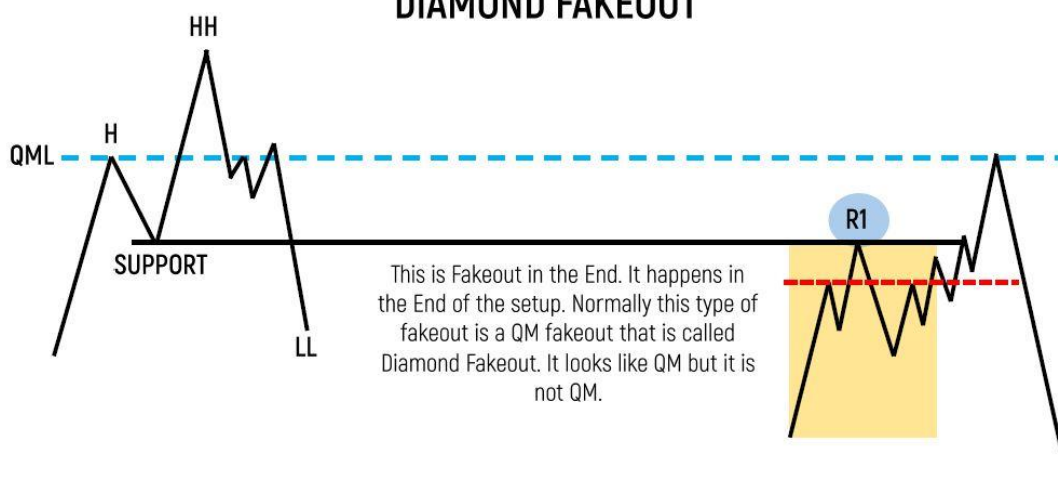 DIAMOND FAKEOUT
HH
H
QML
R1
SUPPORT
This is Fakeout in the End. It happens in
the End of the setup. Normally this type of
fakeout is a QM fakeout that is called
Diamond Fakeout. It looks like QM but it is
not QM.
LL